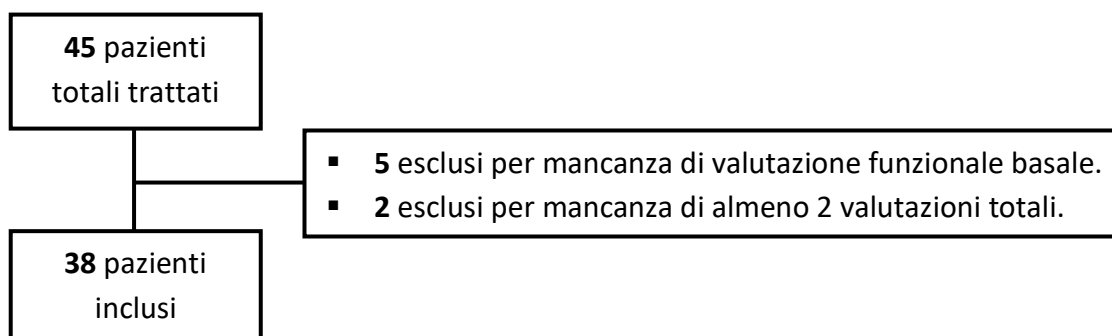 45 pazienti
totali trattati
▪ 5 esclusi per mancanza di valutazione funzionale basale.
▪ 2 esclusi per mancanza di almeno 2 valutazioni totali.
38 pazienti
inclusi